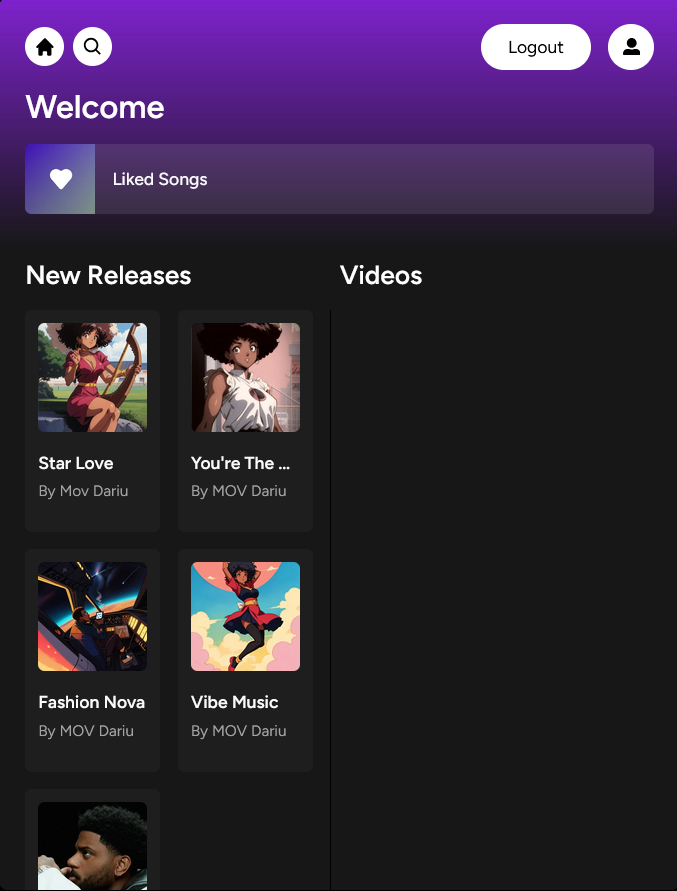 Logout
Welcome
Liked Songs
New Releases
Videos
Star Love
By Mov Dariu
You're The ...
By MOV Dariu
Fashion Nova
By MOV Dariu
Vibe Music
By MOV Dariu